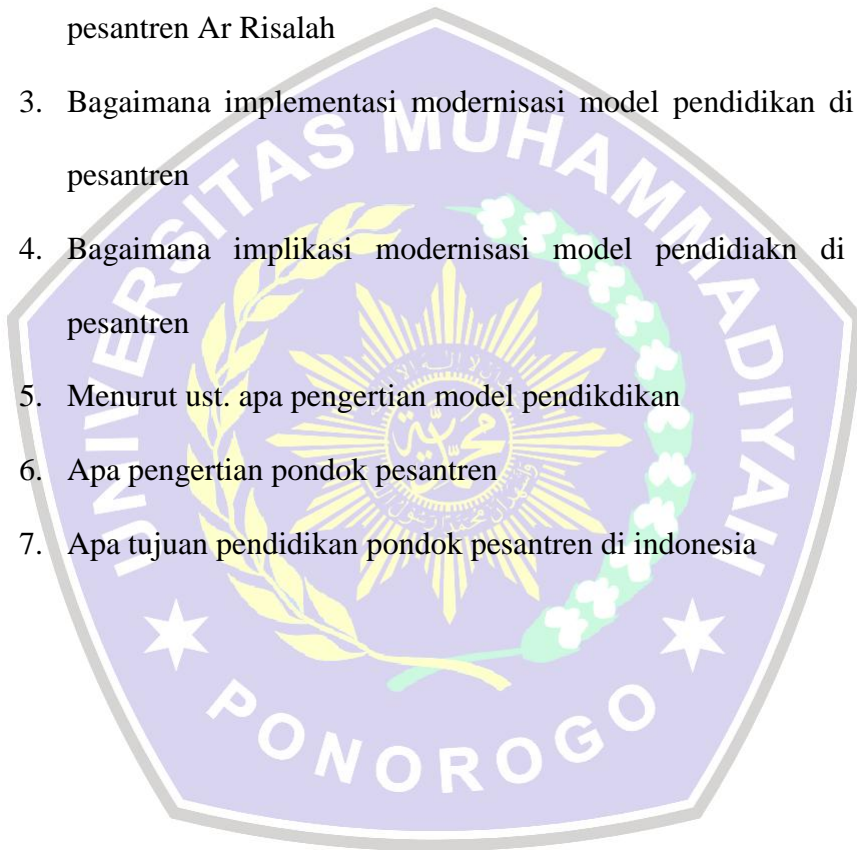 pesantren Ar Risalah
3. Bagaimana implementasi modernisasi model pendidikan di
pesantren
4. Bagaimana implikasi modernisasi model pendidiakn di
pesantren
5. Menurut ust. apa pengertian model pendikdikan
6. Apa pengertian pondok pesantren
7. Apa tujuan pendidikan pondok pesantren di indonesia
UNIVERSITAS MUHAMMADIYAH
PONOROGO